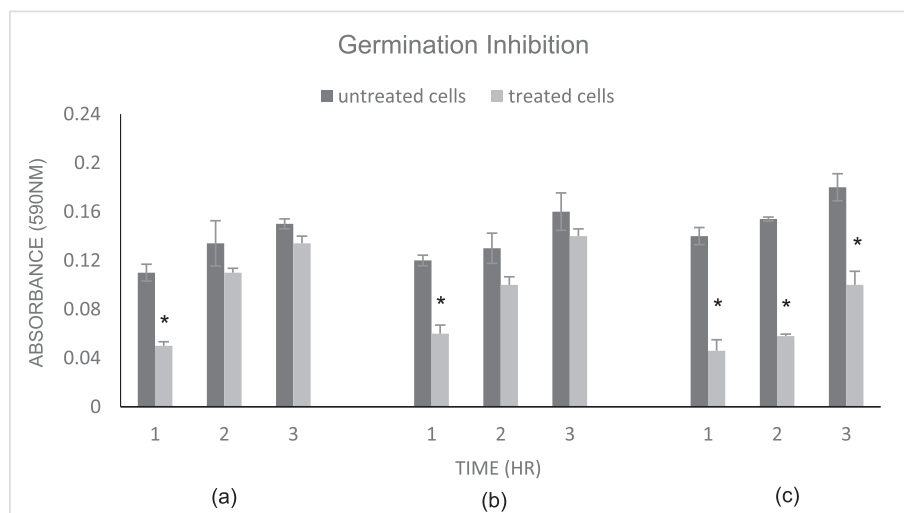 Germination Inhibition
untreated cells treated cells
ABSORBANCE (590NM)
0.24
0.2
0.16
0.12
0.08
0.04
0
* * * * *
1 2 3 1 2 3 1 2 3
TIME (HR)
(a) (b) (c)